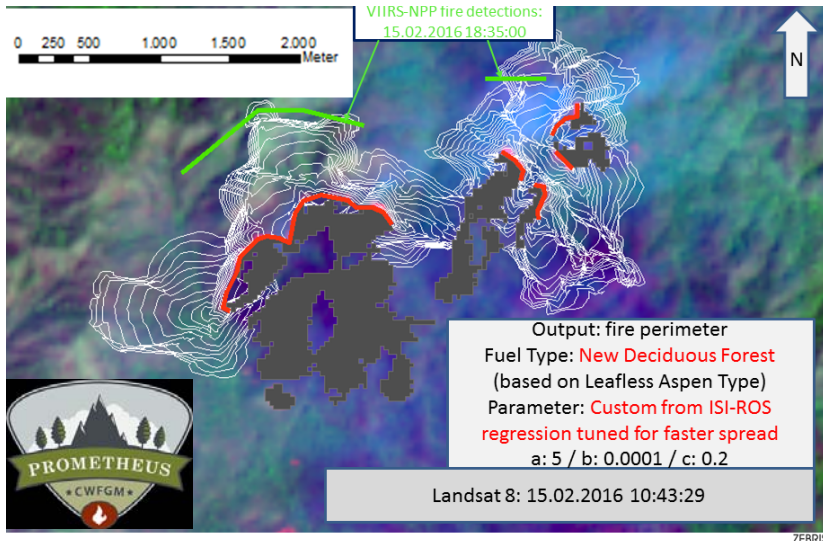 VIIRS-NPP fire detections:
15.02.2016 18:35:00
0 250 500 1.000 1.500 2.000
Meter
N
Output: fire perimeter
Fuel Type: New Deciduous Forest
(based on Leafless Aspen Type)
Parameter: Custom from ISI-ROS
regression tuned for faster spread
a: 5 / b: 0.0001 / c: 0.2
PROMETHEUS
★CWFGM★
Landsat 8: 15.02.2016 10:43:29
ZEBRIS